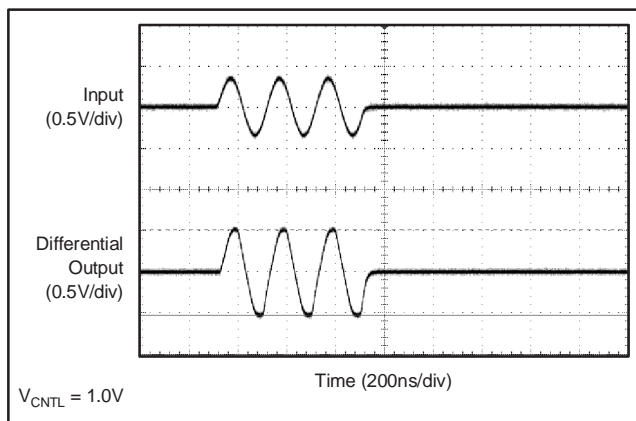 Input
(0.5V/div)
Differential
Output
(0.5V/div)
Time (200ns/div)
V_CNTL = 1.0V